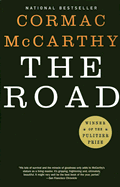 NATIONAL BESTSELLER
CORMAC
McCARTHY
THE ROAD
WINNER
OF THE
PULITZER
PRIZE